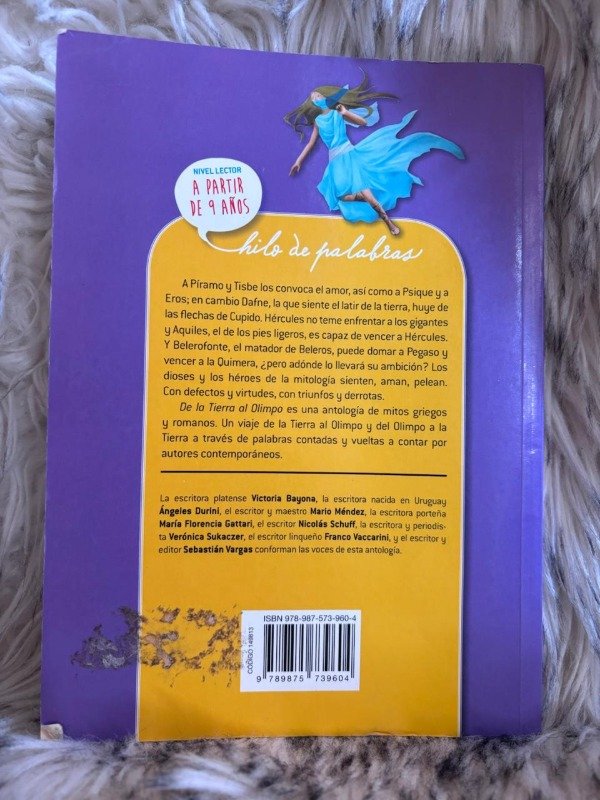 NIVEL LECTOR
A PARTIR
DE 9 AÑOS
hilo de palabras
A Píramo y Tisbe los convoca el amor, así como a Psique y a
Eros; en cambio Dafne, la que siente el latir de la tierra, huye de
las flechas de Cupido. Hércules no teme enfrentar a los gigantes
y Aquiles, el de los pies ligeros, es capaz de vencer a Hércules.
Y Belerofonte, el matador de Beleros, puede domar a Pegaso y
vencer a la Quimera, ¿pero adónde lo llevará su ambición? Los
dioses y los héroes de la mitología sienten, aman, pelean.
Con defectos y virtudes, con triunfos y derrotas.
De la Tierra al Olimpo es una antología de mitos griegos
y romanos. Un viaje de la Tierra al Olimpo y del Olimpo a la
Tierra a través de palabras contadas y vueltas a contar por
autores contemporáneos.
La escritora platense Victoria Bayona, la escritora nacida en Uruguay
Ángeles Durini, el escritor y maestro Mario Méndez, la escritora porteña
María Florencia Gattari, el escritor Nicolás Schuff, la escritora y periodis-
ta Verónica Sukaczer, el escritor linqueño Franco Vaccarini, y el escritor y
editor Sebastián Vargas conforman las voces de esta antología.
ISBN 978-987-573-960-4
CÓDIGO 149613
9 789875 739604